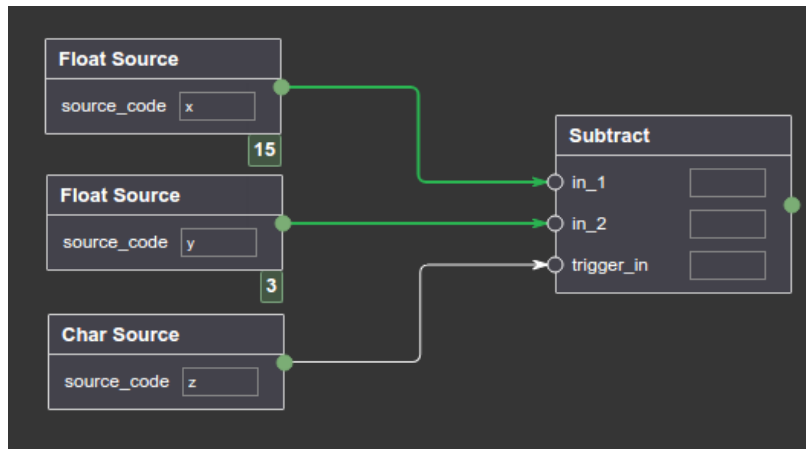 Float Source
source_code x
15
Float Source
source_code y
3
Char Source
source_code z
Subtract
in_1
in_2
trigger_in